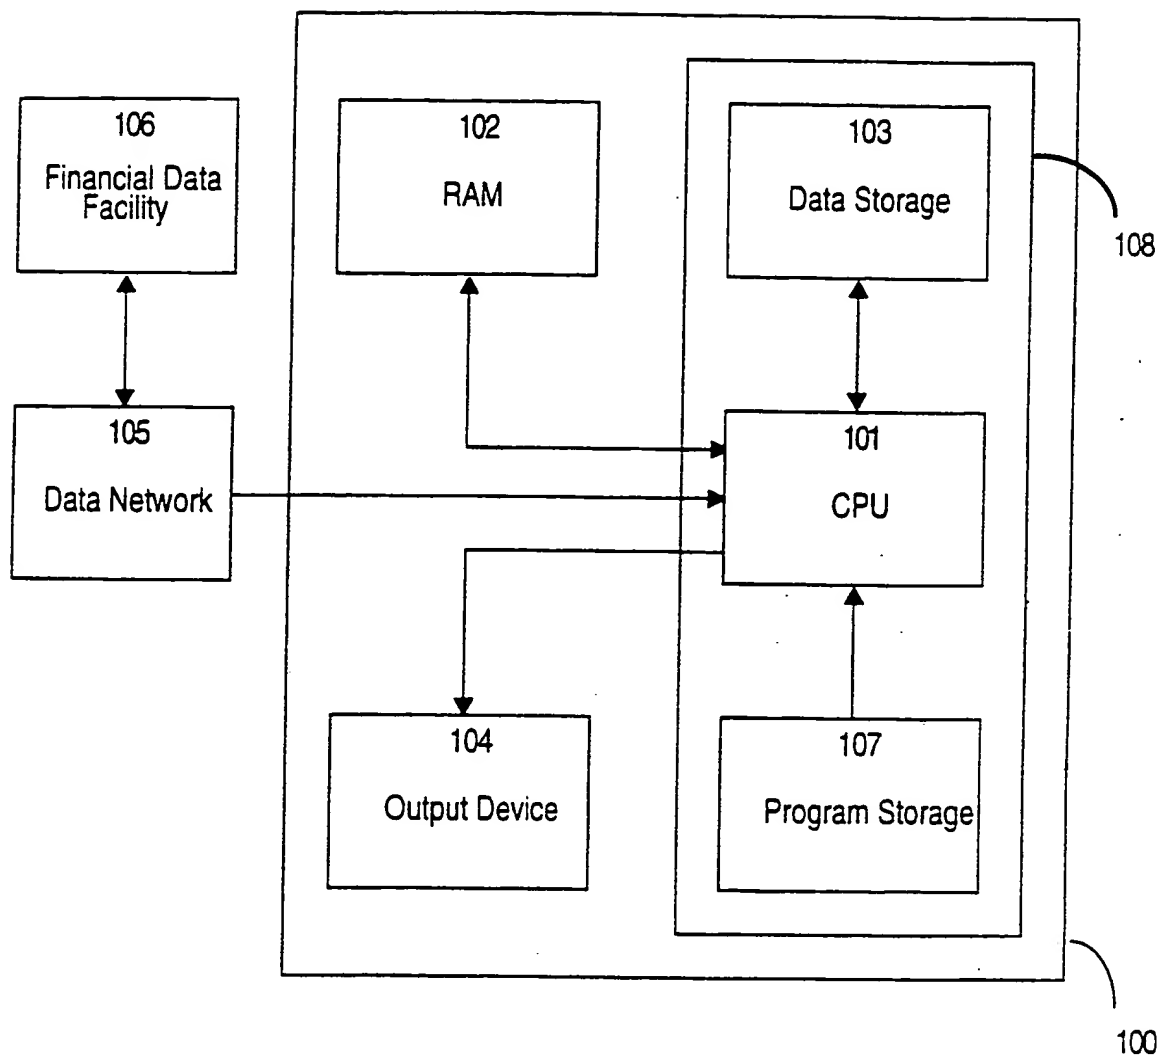 106
Financial Data
Facility
102
RAM
103
Data Storage
108
105
Data Network
101
CPU
104
Output Device
107
Program Storage
100